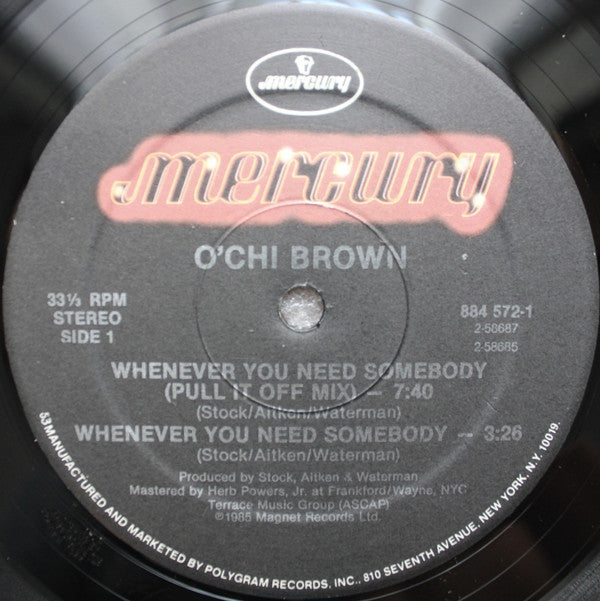 mercury
mercury
O'CHI BROWN
33⅓ RPM
STEREO
SIDE 1
884 572-1
2-58687
2-58685
WHENEVER YOU NEED SOMEBODY
(PULL IT OFF MIX) — 7:40
(Stock/Aitken/Waterman)
WHENEVER YOU NEED SOMEBODY — 3:26
(Stock/Aitken/Waterman)
Produced by Stock, Aitken & Waterman
Mastered by Herb Powers, Jr. at Frankford/Wayne, NYC
Terrace Music Group (ASCAP)
℗1985 Magnet Records Ltd.
53 MANUFACTURED AND MARKETED BY POLYGRAM RECORDS, INC., 810 SEVENTH AVENUE, NEW YORK, N.Y. 10019.